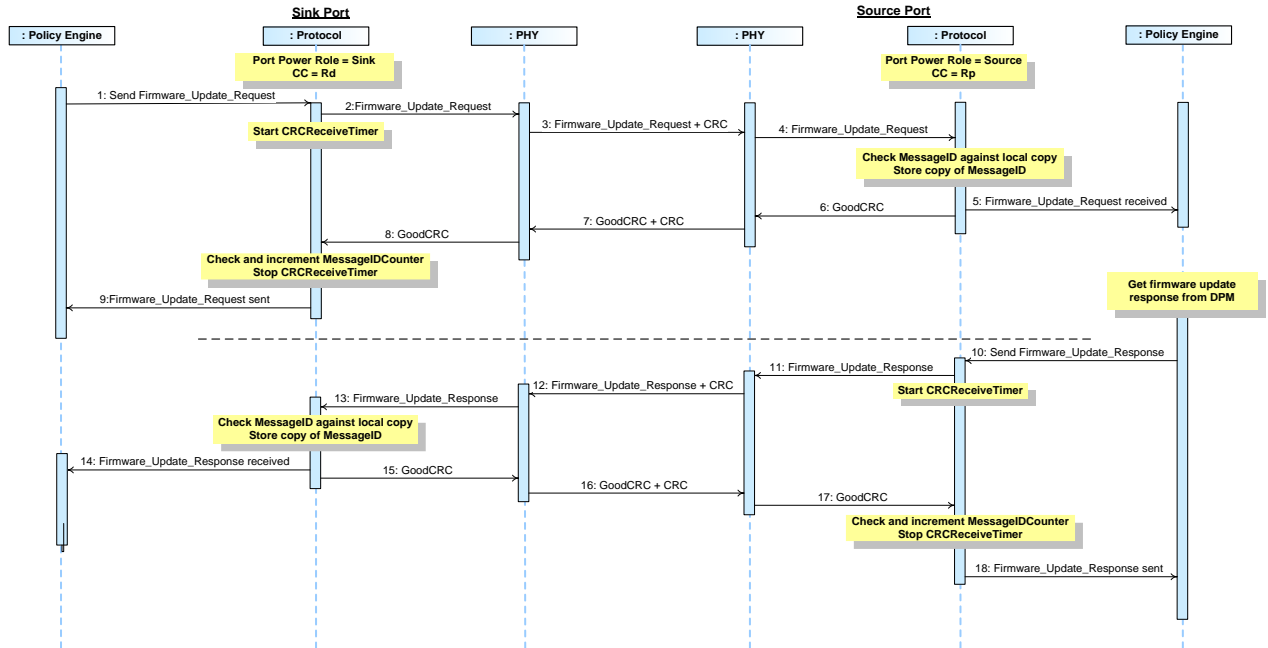 Sink Port
Source Port
: Policy Engine
: Protocol
: PHY
: PHY
: Protocol
: Policy Engine
Port Power Role = Sink
CC = Rd
Port Power Role = Source
CC = Rp
1: Send Firmware_Update_Request
2:Firmware_Update_Request
Start CRCReceiveTimer
3: Firmware_Update_Request + CRC
4: Firmware_Update_Request
Check MessageID against local copy
Store copy of MessageID
5: Firmware_Update_Request received
6: GoodCRC
7: GoodCRC + CRC
8: GoodCRC
Check and increment MessageIDCounter
Stop CRCReceiveTimer
9:Firmware_Update_Request sent
Get firmware update
response from DPM
10: Send Firmware_Update_Response
11: Firmware_Update_Response
Start CRCReceiveTimer
12: Firmware_Update_Response + CRC
13: Firmware_Update_Response
Check MessageID against local copy
Store copy of MessageID
14: Firmware_Update_Response received
15: GoodCRC
16: GoodCRC + CRC
17: GoodCRC
Check and increment MessageIDCounter
Stop CRCReceiveTimer
18: Firmware_Update_Response sent